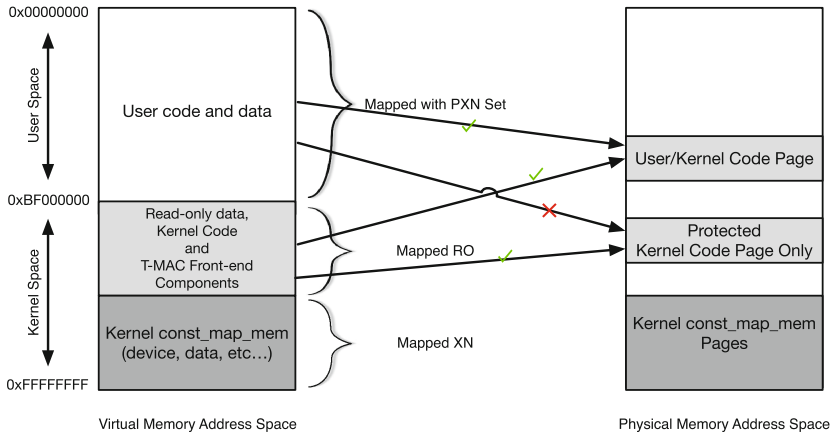 0x00000000
User Space
User code and data
Mapped with PXN Set
User/Kernel Code Page
0xBF000000
Read-only data,
Kernel Code
and
T-MAC Front-end
Components
Mapped RO
Protected
Kernel Code Page Only
Kernel Space
Kernel const_map_mem
(device, data, etc...)
Mapped XN
Kernel const_map_mem
Pages
0xFFFFFFFF
Virtual Memory Address Space
Physical Memory Address Space